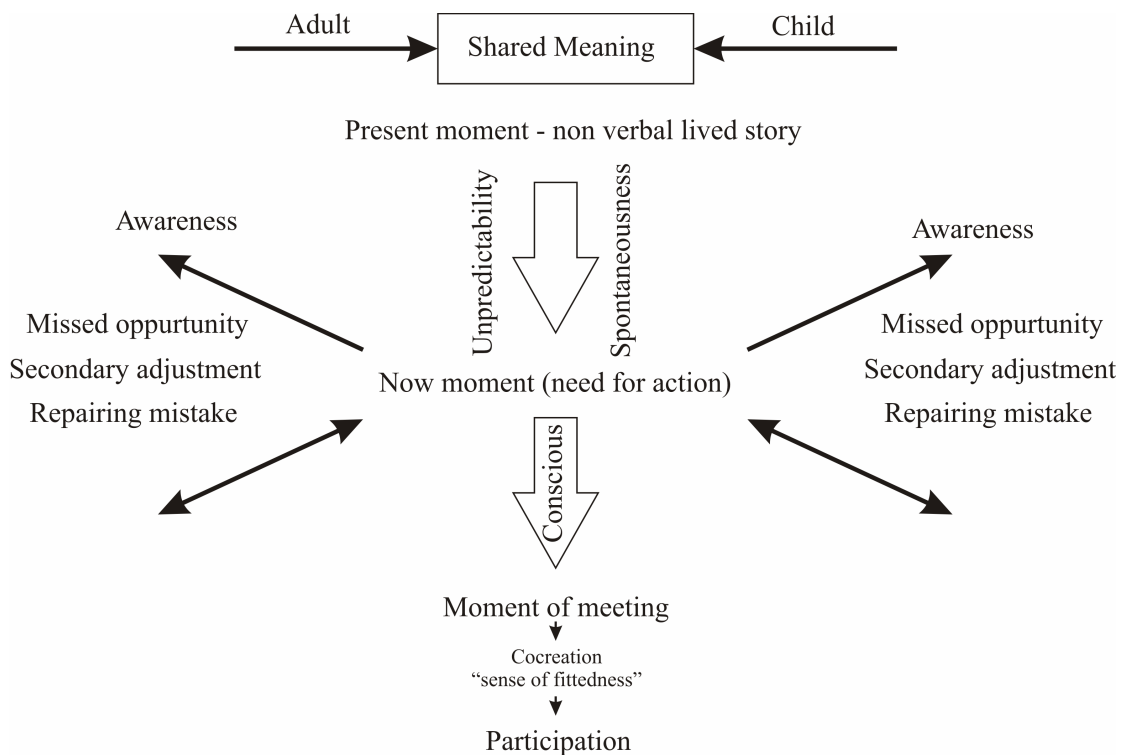 Adult
Shared Meaning
Child
Present moment - non verbal lived story
Unpredictability
Spontaneousness
Awareness
Missed oppurtunity
Secondary adjustment
Repairing mistake
Awareness
Missed oppurtunity
Secondary adjustment
Repairing mistake
Now moment (need for action)
Conscious
Moment of meeting
Cocreation
“sense of fittedness”
Participation